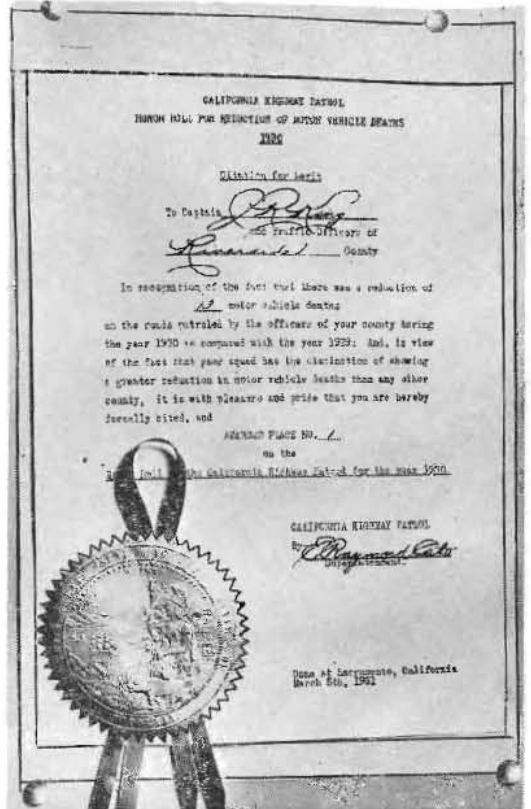 CALIFORNIA HIGHWAY PATROL
HONOR ROLL FOR REDUCTION OF MOTOR VEHICLE DEATHS
1930
Citation for Merit
To Captain
and Traffic Officers of
County
In recognition of the fact that there was a reduction of
motor vehicle deaths
on the roads patroled by the officers of your county during
the year 1930 as compared with the year 1929: And, in view
of the fact that your squad has the distinction of showing
a greater reduction in motor vehicle deaths than any other
county, it is with pleasure and pride that you are hereby
formally cited, and
PLACE NO. 1
on the
the California Highway Patrol for the year 1930
CALIFORNIA HIGHWAY PATROL
By E Raymond Cato
Superintendent.
Done at Sacramento, California
March 5th, 1931